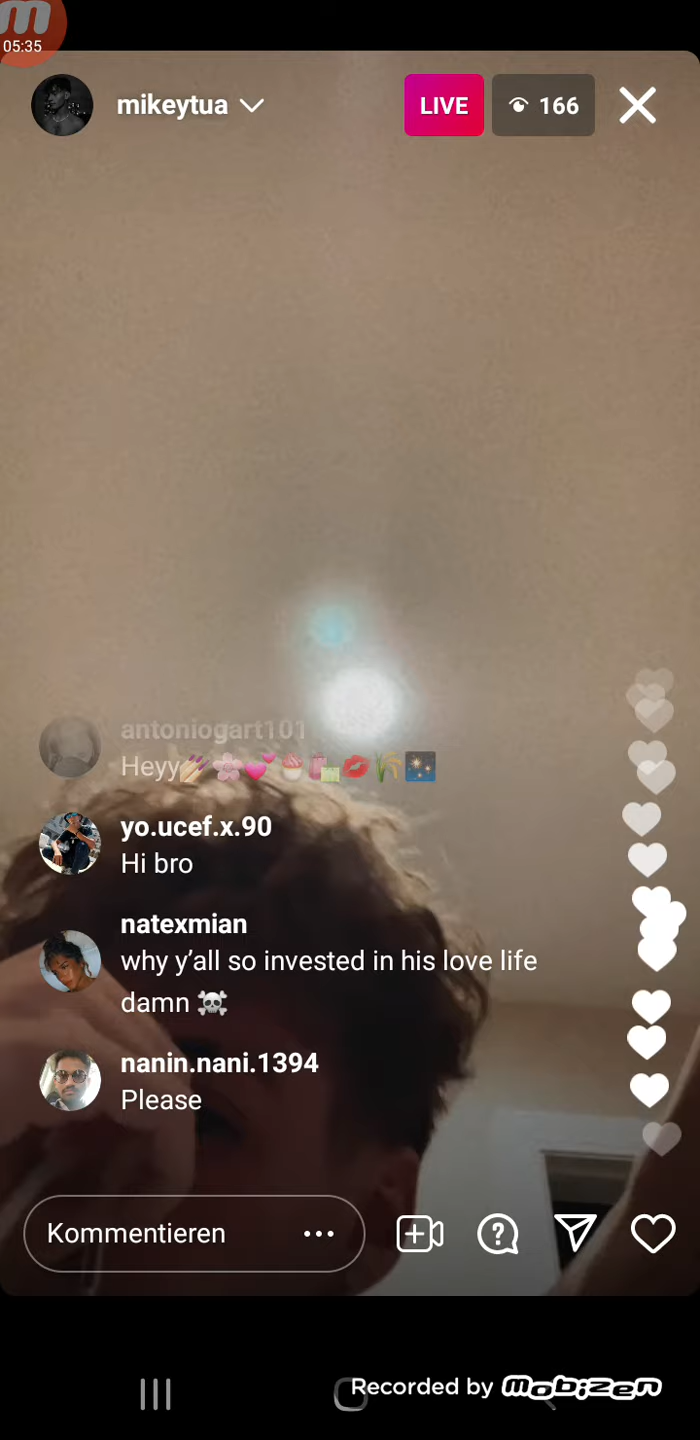 05:35
mikeytua
LIVE
166
antoniogart101
Heyy💅🌸💕🧁🛍💋🌾🎇
yo.ucef.x.90
Hi bro
natexmian
why y’all so invested in his love life
damn ☠️
nanin.nani.1394
Please
Kommentieren
Recorded by mobizen